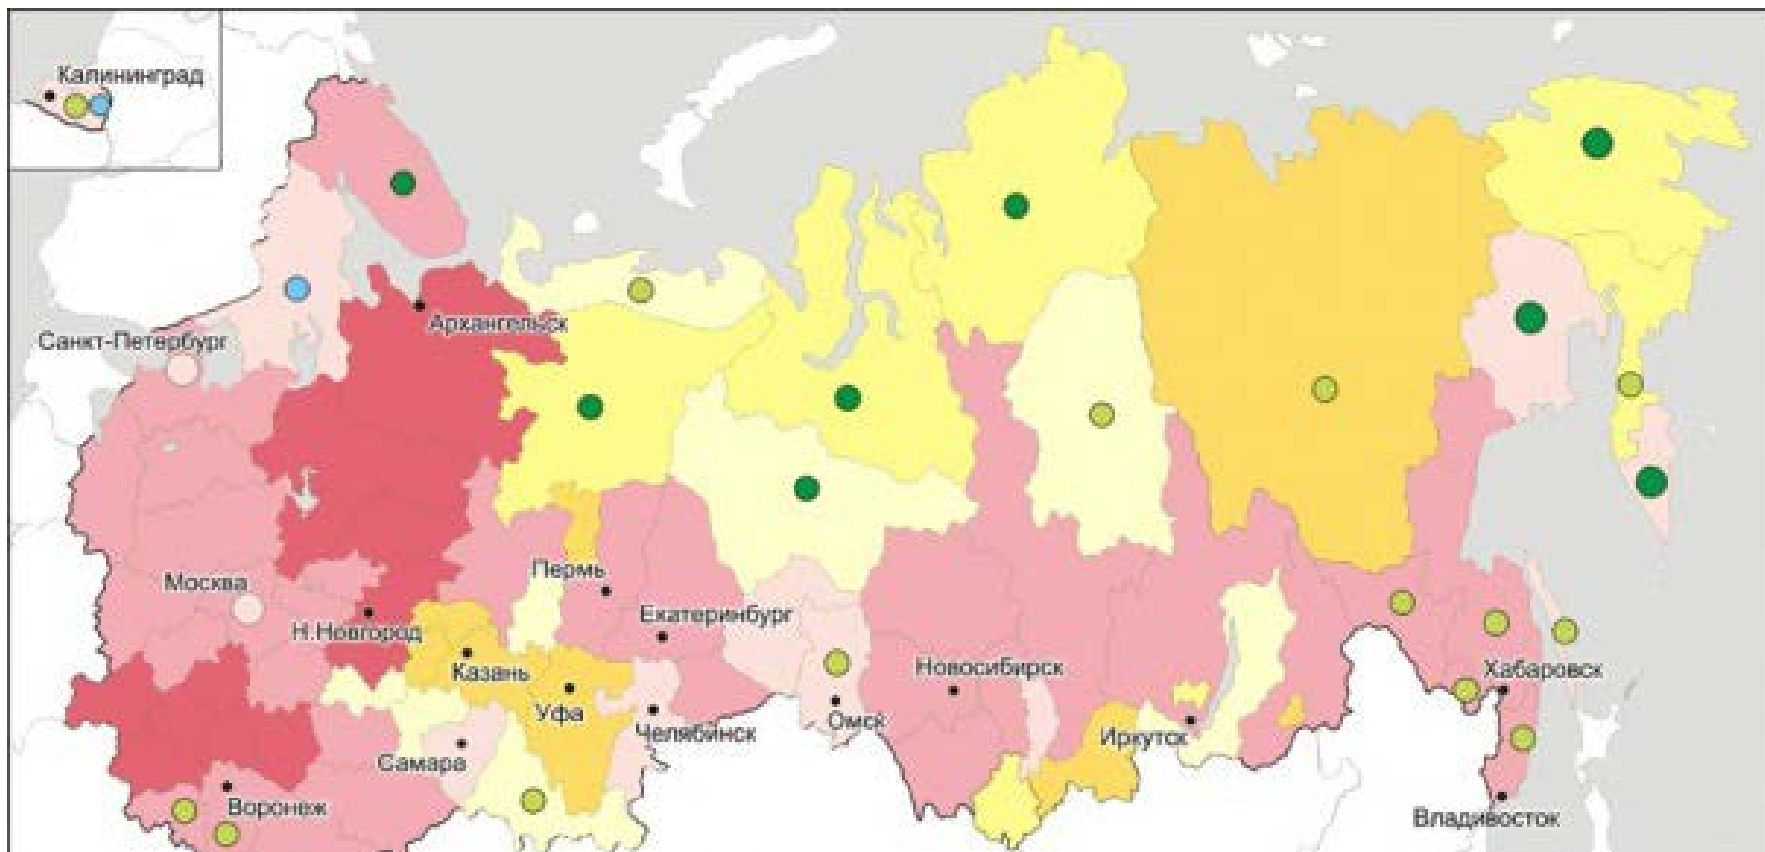 Калининград
Архангельск
Санкт-Петербург
Пермь
Москва
Екатеринбург
Н.Новгород
Казань
Новосибирск
Хабаровск
Уфа
Омск
Челябинск
Иркутск
Самара
Воронеж
Владивосток